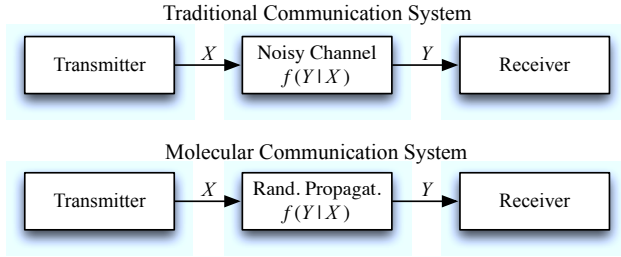 Traditional Communication System
Transmitter
X
Noisy Channel
f(Y|X)
Y
Receiver
Molecular Communication System
Transmitter
X
Rand. Propagat.
f(Y|X)
Y
Receiver